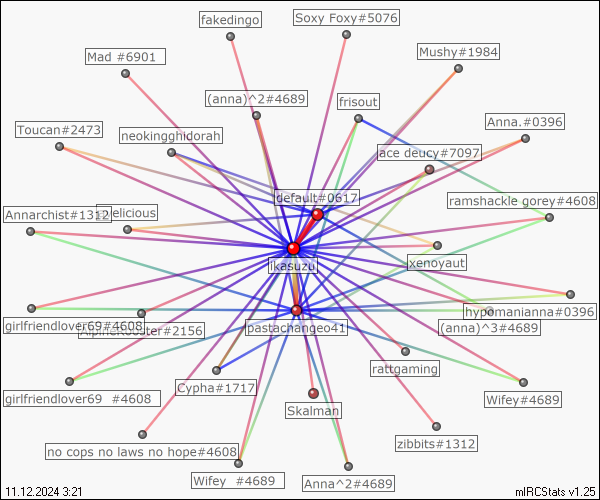 fakedingo
Soxy Foxy#5076
Mad #6901
Mushy#1984
(anna)^2#4689
frisout
Toucan#2473
neokingghidorah
Anna.#0396
ace deucy#7097
default#0617
ramshackle gorey#4608
Annarchist#1312
elicious
ikasuzu
xenoyaut
girlfriendlover69#4608
#2156
pastachangeo41
hypomanianna#0396
(anna)^3#4689
rattgaming
Cypha#1717
girlfriendlover69 #4608
Skalman
Wifey#4689
no cops no laws no hope#4608
zibbits#1312
Wifey #4689
Anna^2#4689
11.12.2024 3:21
mIRCStats v1.25